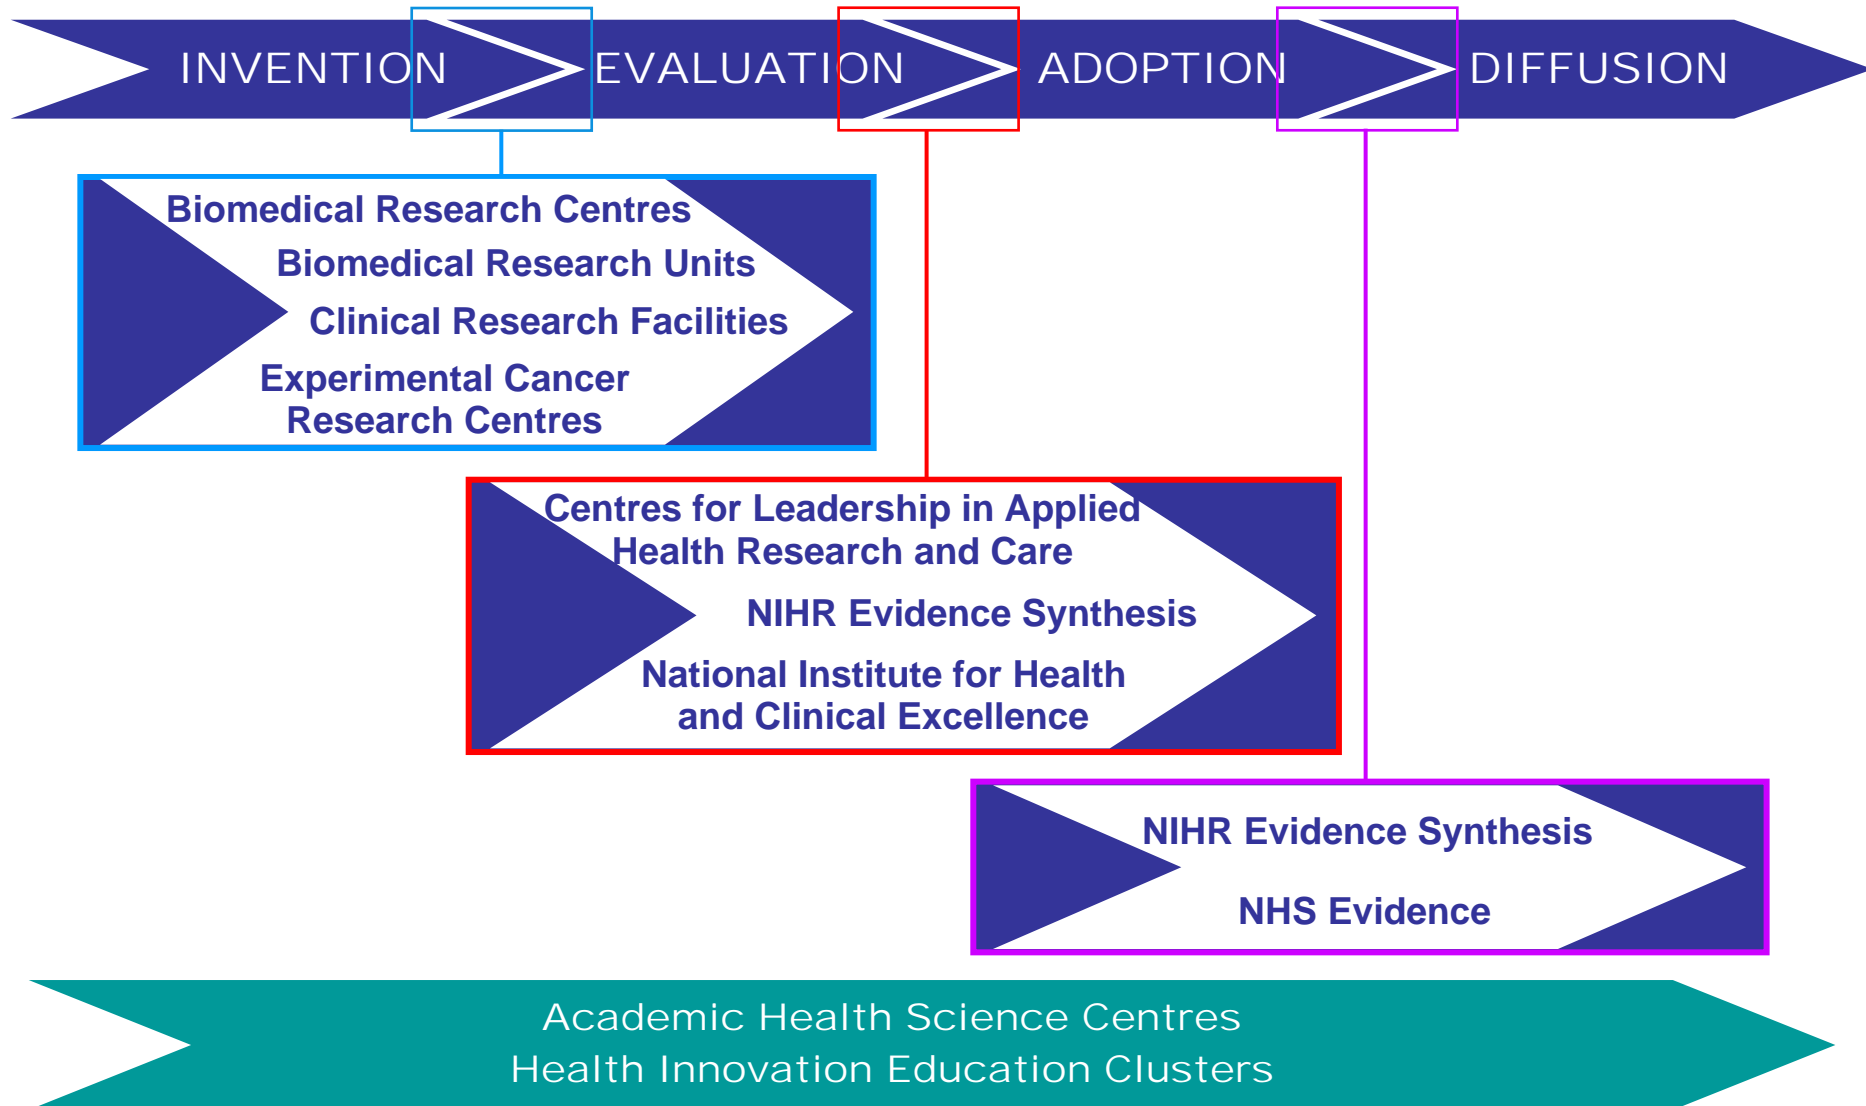 INVENTION
EVALUATION
ADOPTION
DIFFUSION
Biomedical Research Centres
Biomedical Research Units
Clinical Research Facilities
Experimental Cancer
Research Centres
Centres for Leadership in Applied
Health Research and Care
NIHR Evidence Synthesis
National Institute for Health
and Clinical Excellence
NIHR Evidence Synthesis
NHS Evidence
Academic Health Science Centres
Health Innovation Education Clusters